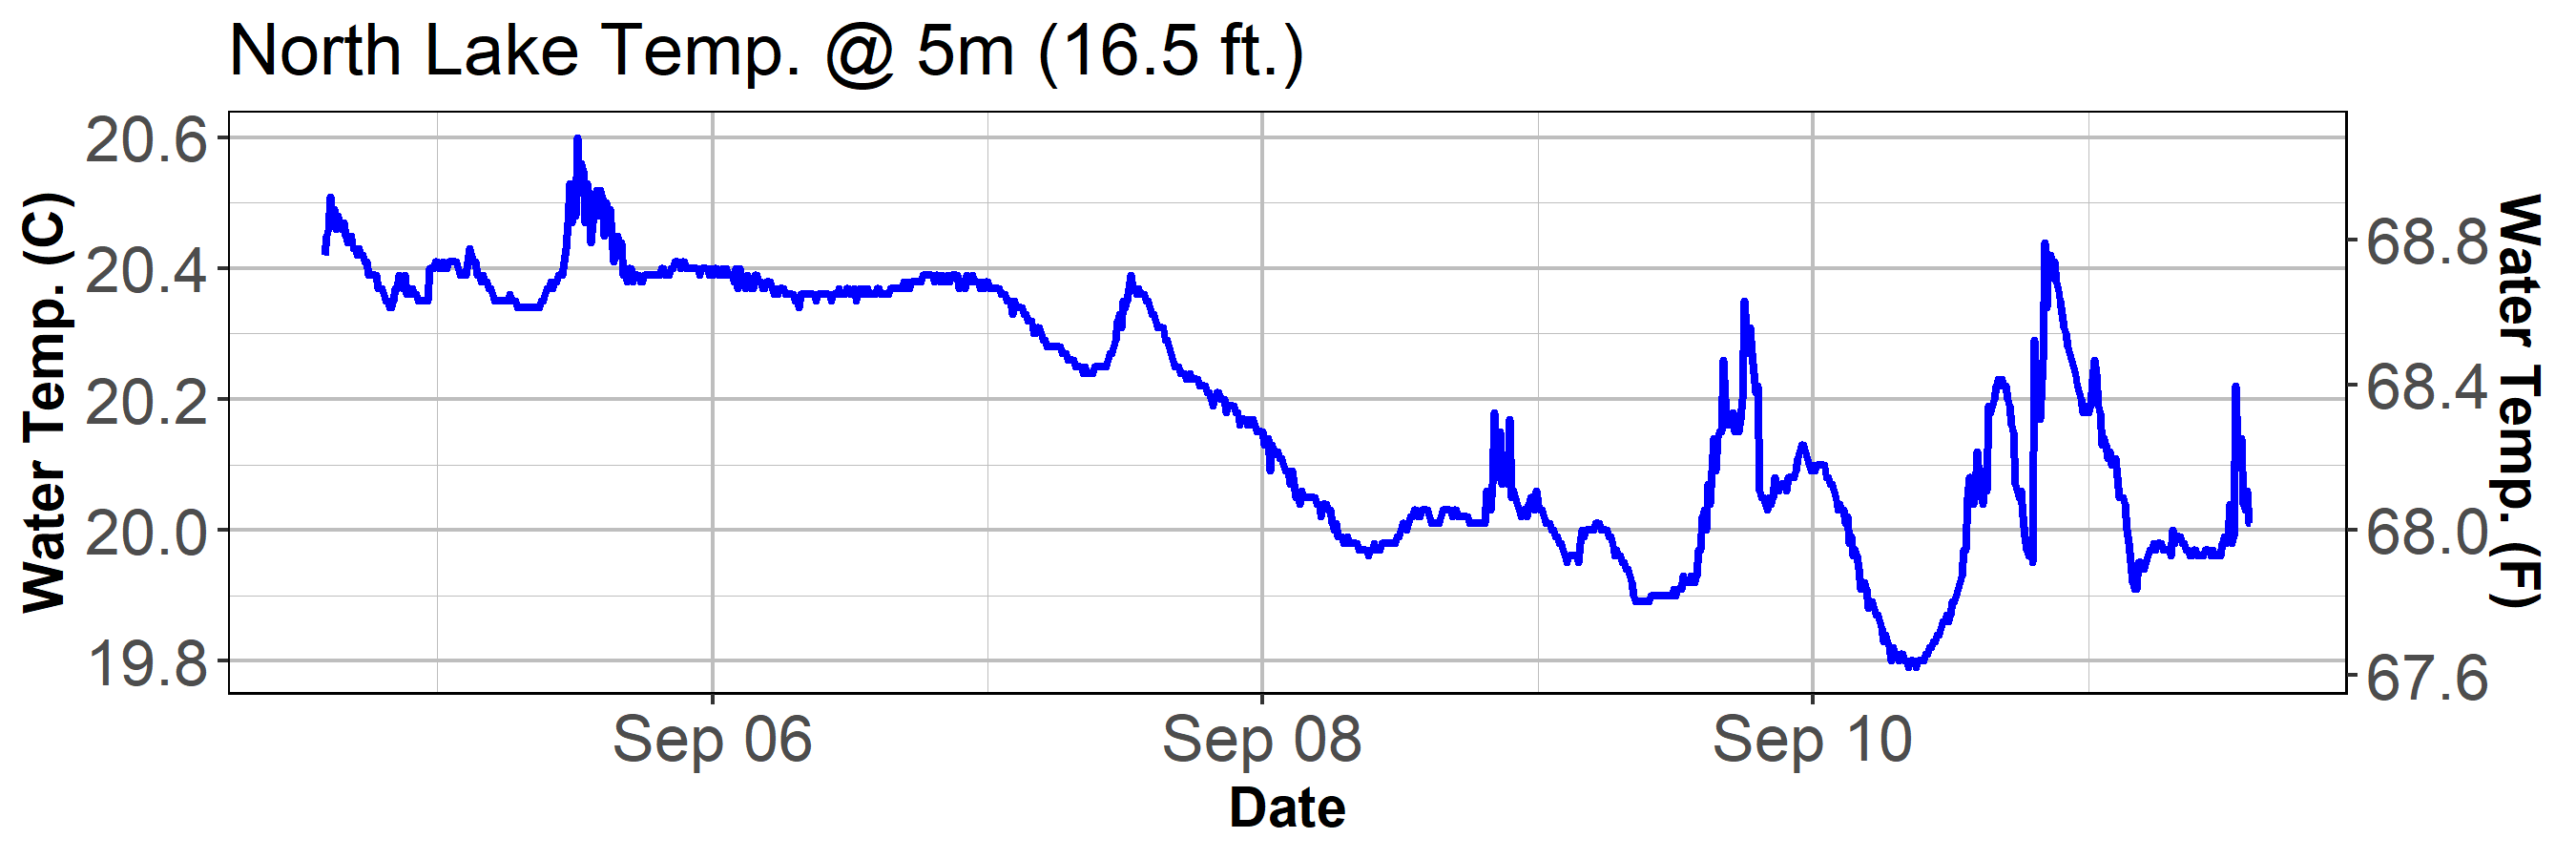 North Lake Temp. @ 5m (16.5 ft.)
Water Temp. (C)
20.6
20.4
20.2
20.0
19.8
68.8
68.4
68.0
67.6
Water Temp. (F)
Sep 06 Sep 08 Sep 10
Date